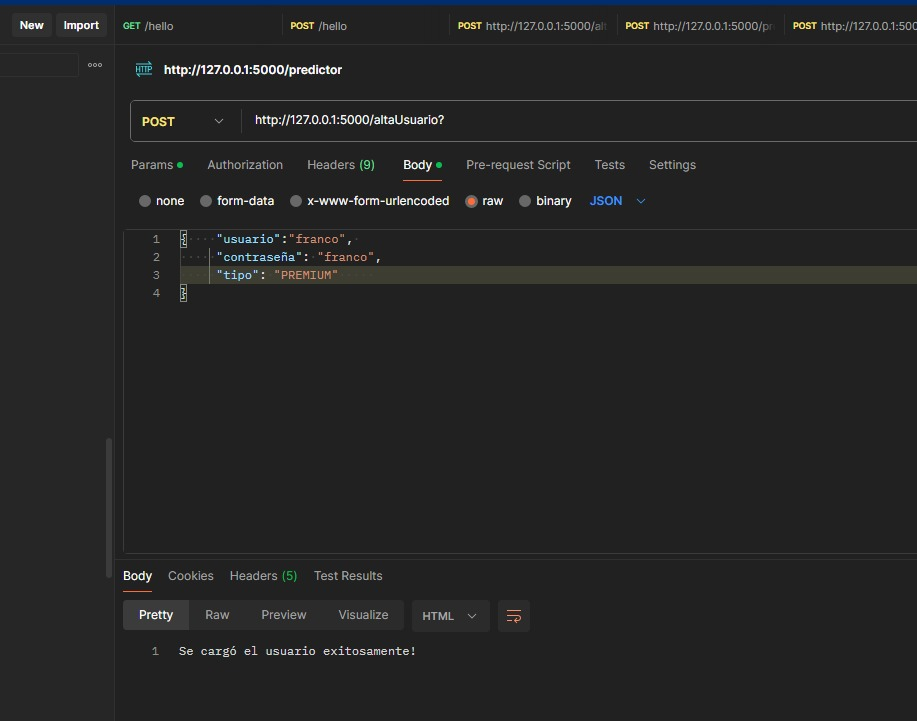 New Import GET /hello POST /hello POST http://127.0.0.1:5000/alt POST http://127.0.0.1:5000/pr POST http://127.0.0.1:500
HTTP http://127.0.0.1:5000/predictor
POST http://127.0.0.1:5000/altaUsuario?
Params Authorization Headers (9) Body Pre-request Script Tests Settings
none form-data x-www-form-urlencoded raw binary JSON
1 { "usuario":"franco",
2 "contraseña": "franco",
3 "tipo": "PREMIUM"
4 }
Body Cookies Headers (5) Test Results
Pretty Raw Preview Visualize HTML
1 Se cargó el usuario exitosamente!